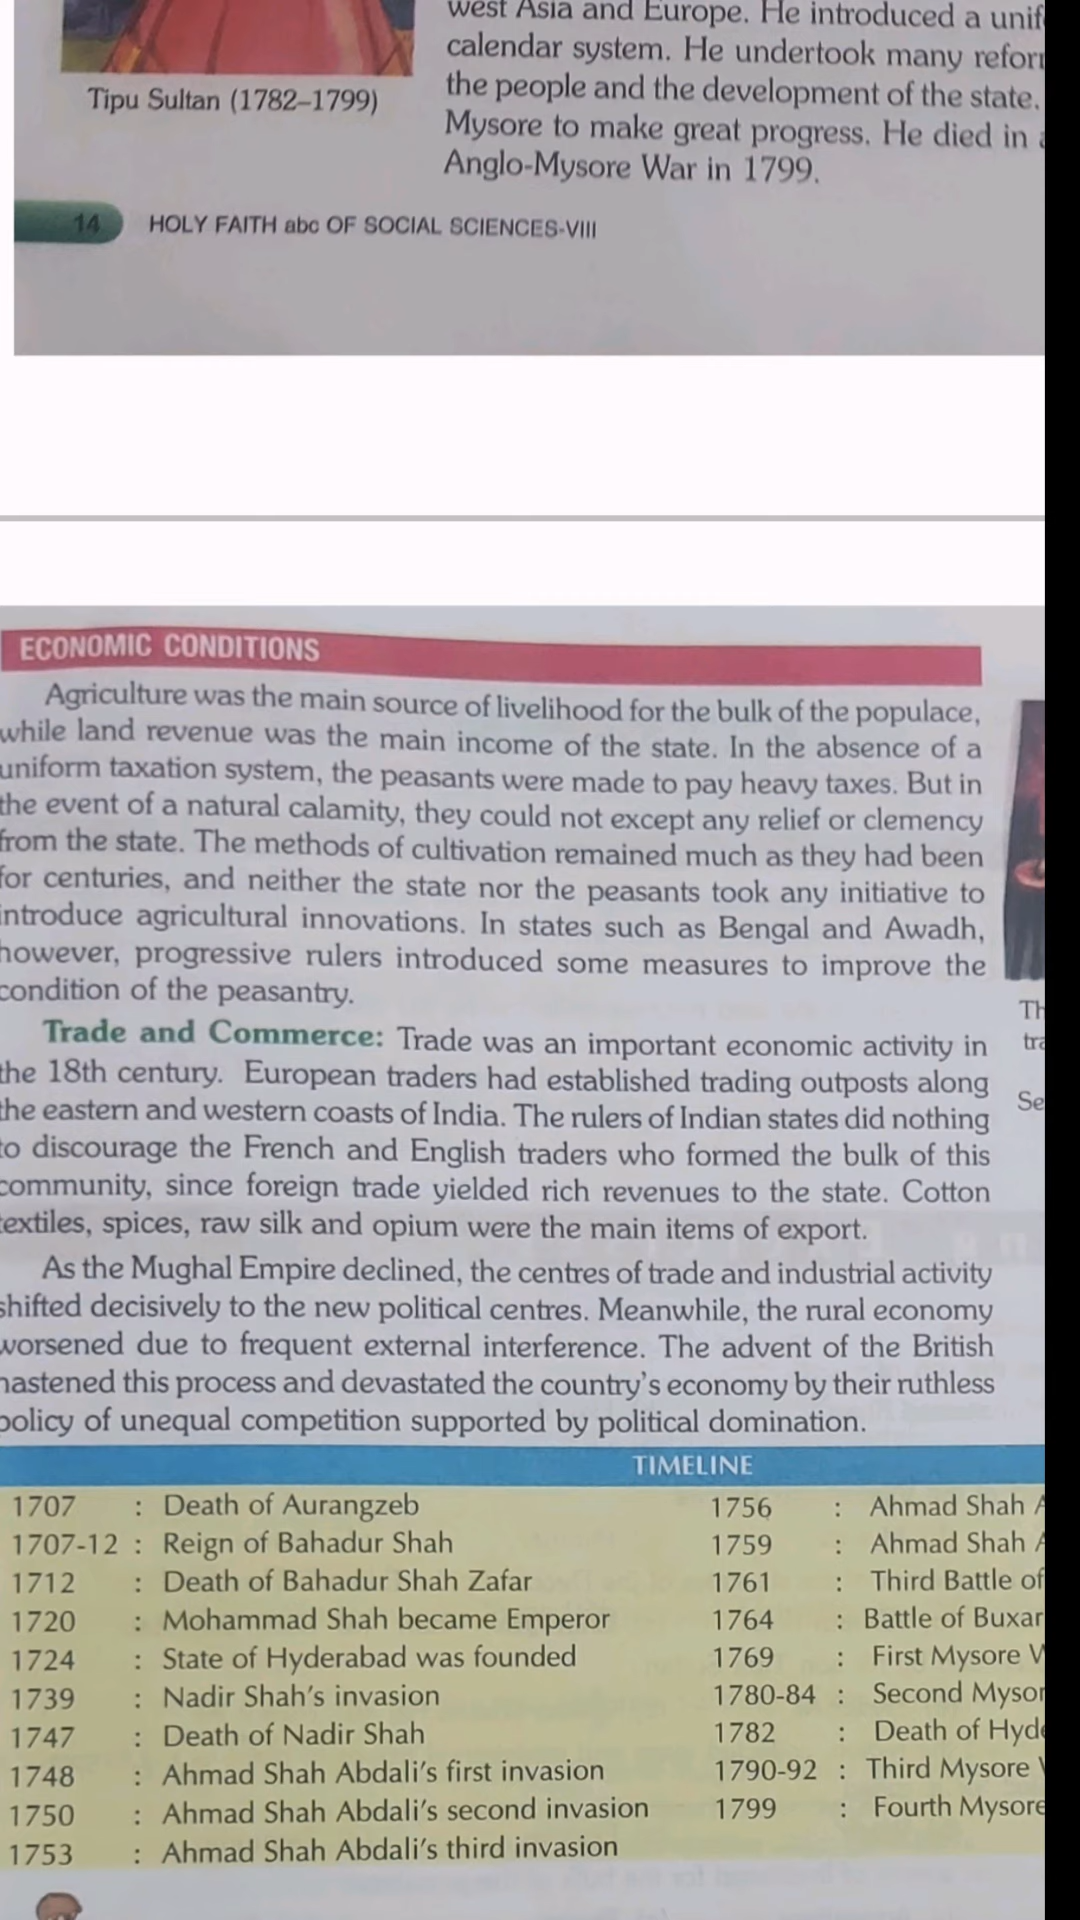 west Asia and Europe. He introduced a
calendar system. He undertook many
the people and the development of the state.
Mysore to make great progress. He died in
Anglo-Mysore War in 1799.
Tipu Sultan (1782–1799)
14 HOLY FAITH abc OF SOCIAL SCIENCES-VIII
ECONOMIC CONDITIONS
Agriculture was the main source of livelihood for the bulk of the populace,
while land revenue was the main income of the state. In the absence of a
uniform taxation system, the peasants were made to pay heavy taxes. But in
the event of a natural calamity, they could not except any relief or clemency
from the state. The methods of cultivation remained much as they had been
for centuries, and neither the state nor the peasants took any initiative to
introduce agricultural innovations. In states such as Bengal and Awadh,
however, progressive rulers introduced some measures to improve the
condition of the peasantry.
Trade and Commerce: Trade was an important economic activity in
the 18th century. European traders had established trading outposts along
the eastern and western coasts of India. The rulers of Indian states did nothing
to discourage the French and English traders who formed the bulk of this
community, since foreign trade yielded rich revenues to the state. Cotton
textiles, spices, raw silk and opium were the main items of export.
As the Mughal Empire declined, the centres of trade and industrial activity
shifted decisively to the new political centres. Meanwhile, the rural economy
worsened due to frequent external interference. The advent of the British
hastened this process and devastated the country's economy by their ruthless
policy of unequal competition supported by political domination.
TIMELINE
1707 : Death of Aurangzeb
1707-12 : Reign of Bahadur Shah
1712 : Death of Bahadur Shah Zafar
1720 : Mohammad Shah became Emperor
1724 : State of Hyderabad was founded
1739 : Nadir Shah's invasion
1747 : Death of Nadir Shah
1748 : Ahmad Shah Abdali's first invasion
1750 : Ahmad Shah Abdali's second invasion
1753 : Ahmad Shah Abdali's third invasion
1756 : Ahmad Shah
1759 : Ahmad Shah
1761 : Third Battle of
1764 : Battle of Buxar
1769 : First Mysore
1780-84 : Second
1782 : Death of
1790-92 : Third Mysore
1799 : Fourth Mysore